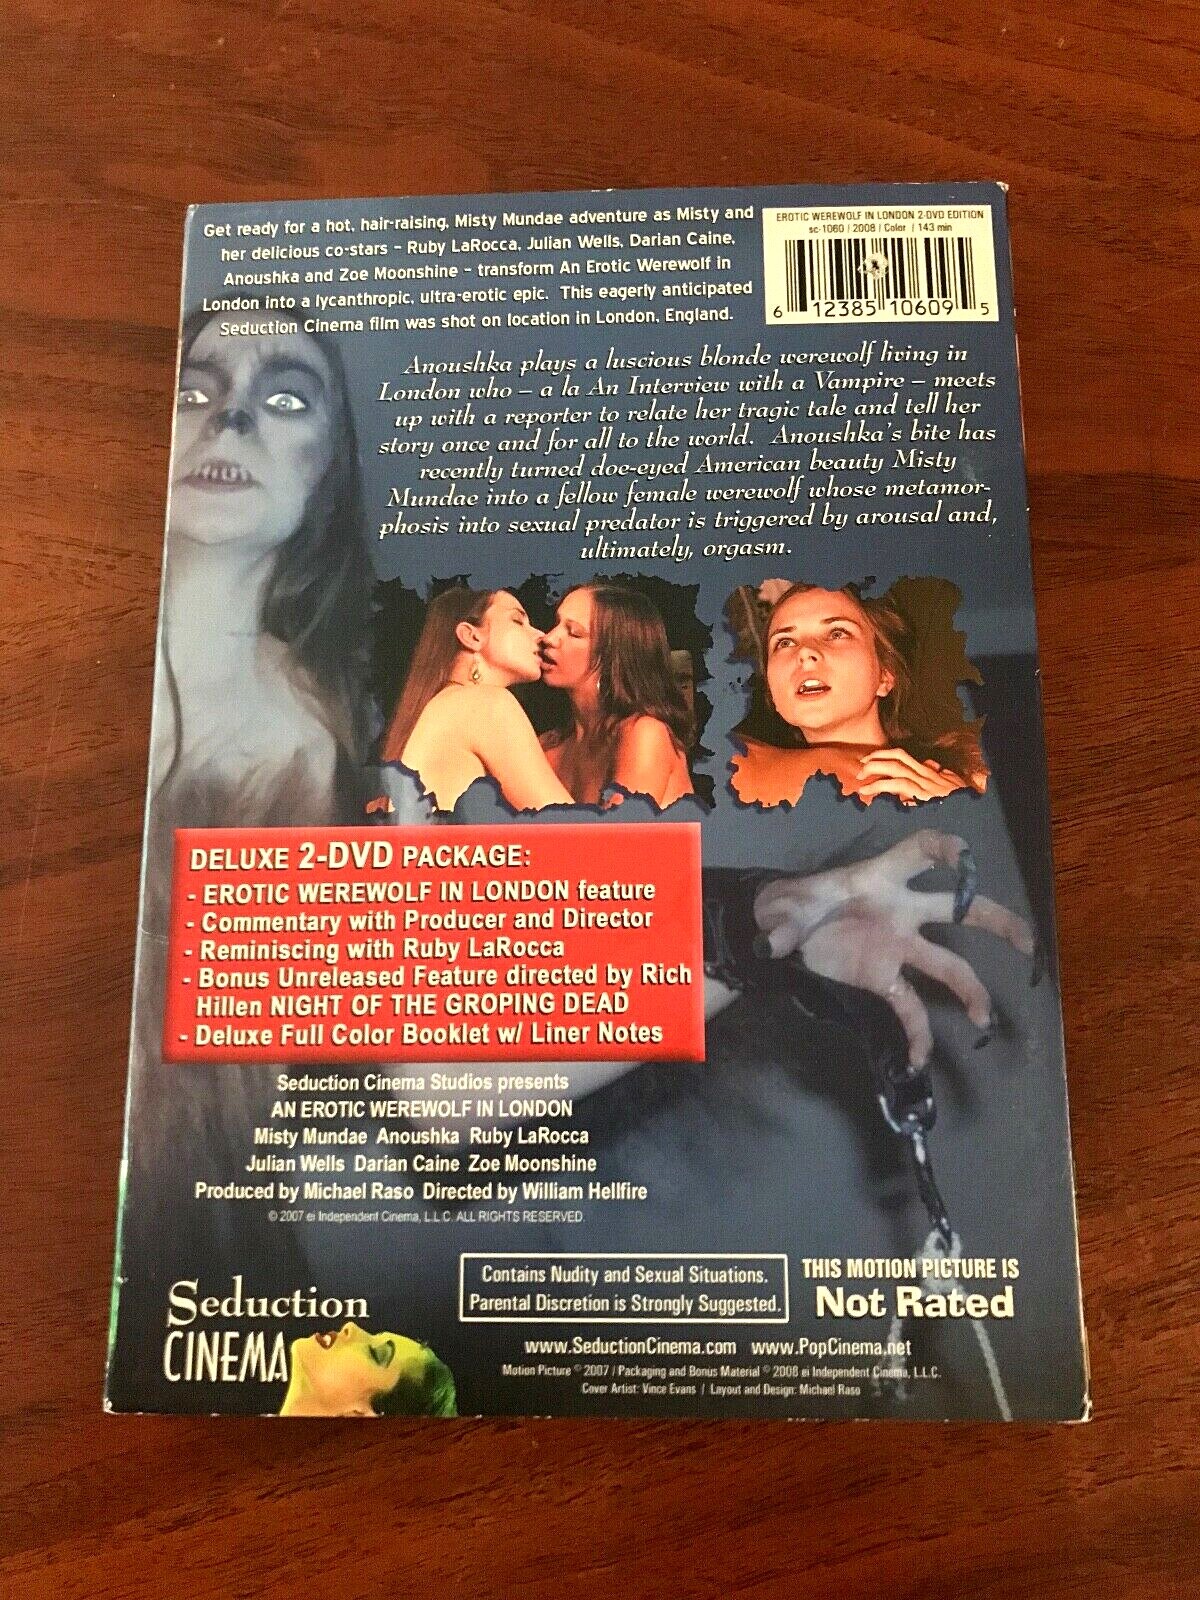 Get ready for a hot, hair-raising, Misty Mundae adventure as Misty and
her delicious co-stars – Ruby LaRocca, Julian Wells, Darian Caine,
Anoushka and Zoe Moonshine – transform An Erotic Werewolf in
London into a lycanthropic, ultra-erotic epic. This eagerly anticipated
Seduction Cinema film was shot on location in London, England.
EROTIC WEREWOLF IN LONDON 2-DVD EDITION
sc-1060 / 2008 / Color / 143 min
6 12385 10609 5
Anoushka plays a luscious blonde werewolf living in
London who – a la An Interview with a Vampire – meets
up with a reporter to relate her tragic tale and tell her
story once and for all to the world. Anoushka's bite has
recently turned doe-eyed American beauty Misty
Mundae into a fellow female werewolf whose metamor-
phosis into sexual predator is triggered by arousal and,
ultimately, orgasm.
DELUXE 2-DVD PACKAGE:
- EROTIC WEREWOLF IN LONDON feature
- Commentary with Producer and Director
- Reminiscing with Ruby LaRocca
- Bonus Unreleased Feature directed by Rich
Hillen NIGHT OF THE GROPING DEAD
- Deluxe Full Color Booklet w/ Liner Notes
Seduction Cinema Studios presents
AN EROTIC WEREWOLF IN LONDON
Misty Mundae Anoushka Ruby LaRocca
Julian Wells Darian Caine Zoe Moonshine
Produced by Michael Raso Directed by William Hellfire
© 2007 ei Independent Cinema, L.L.C. ALL RIGHTS RESERVED.
Seduction
CINEMA
Contains Nudity and Sexual Situations.
Parental Discretion is Strongly Suggested.
THIS MOTION PICTURE IS
Not Rated
www.SeductionCinema.com www.PopCinema.net
Motion Picture © 2007 / Packaging and Bonus Material © 2008 ei Independent Cinema, L.L.C.
Cover Artist: Vince Evans | Layout and Design: Michael Raso